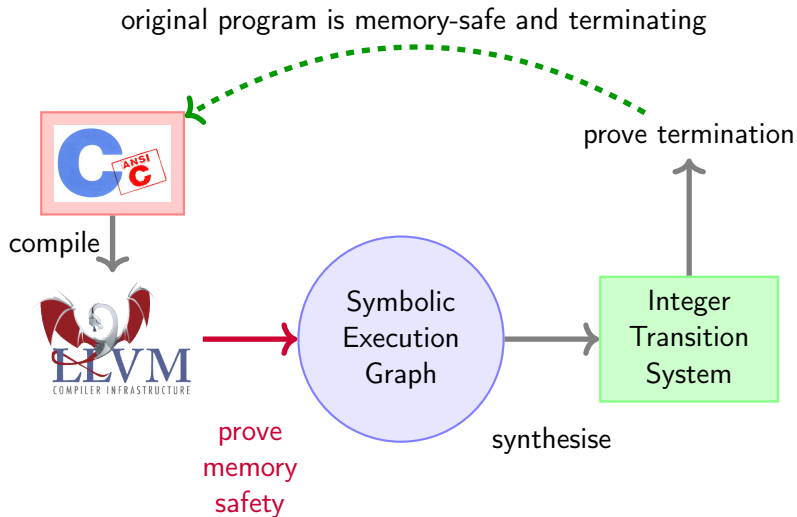 original program is memory-safe and terminating
C
ANSI
C
prove termination
compile
Symbolic
Execution
Graph
Integer
Transition
System
LLVM
COMPILER INFRASTRUCTURE
prove
memory
safety
synthesise